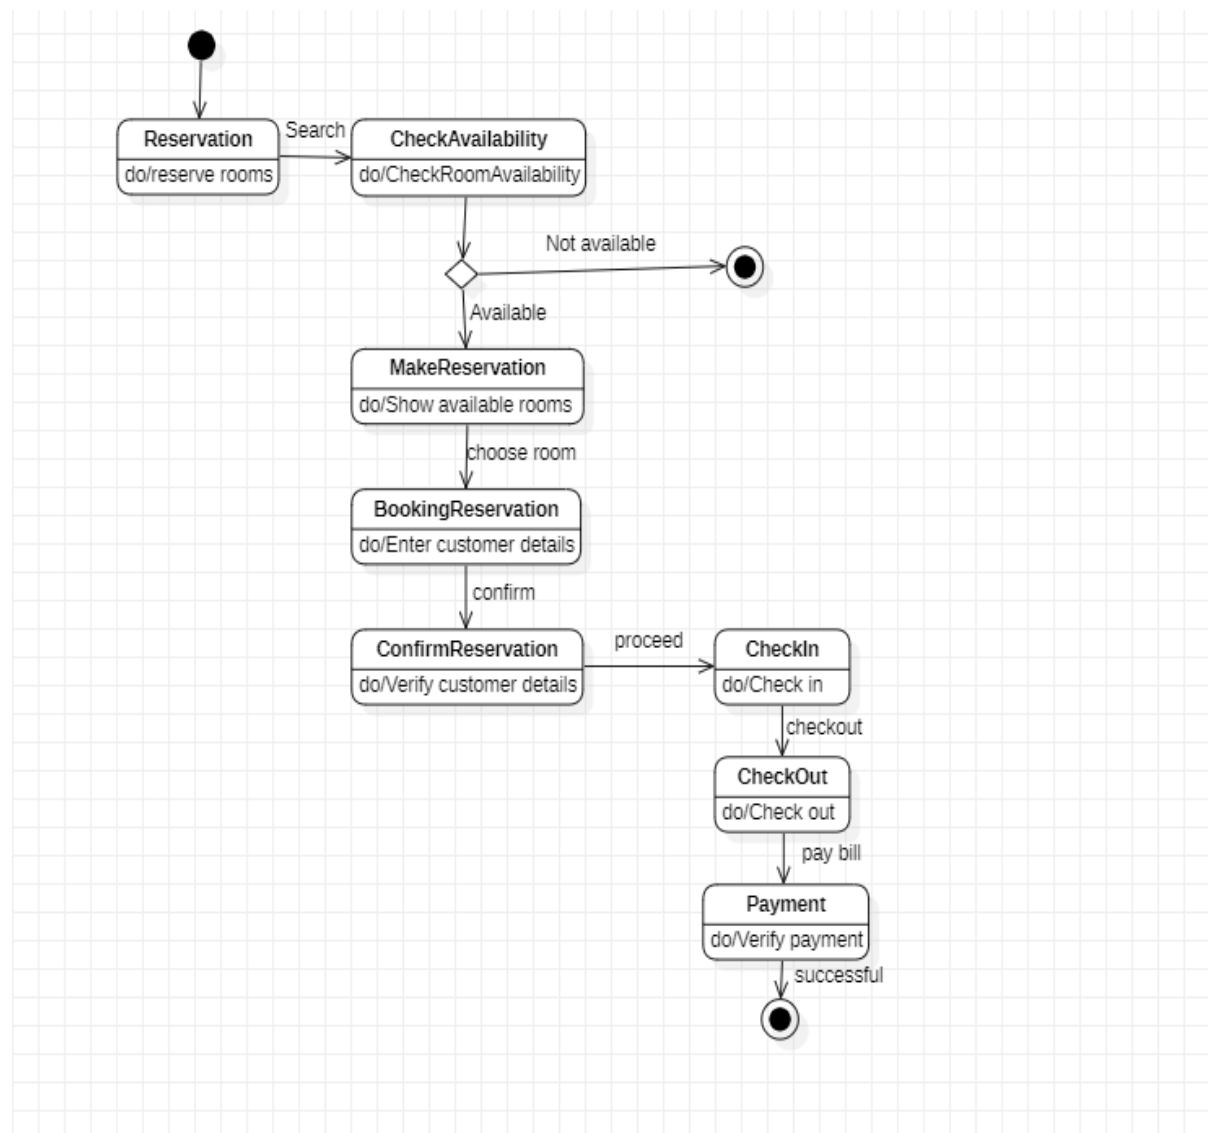 Reservation
do/reserve rooms
Search
CheckAvailability
do/CheckRoomAvailability
Not available
Available
MakeReservation
do/Show available rooms
choose room
BookingReservation
do/Enter customer details
confirm
ConfirmReservation
do/Verify customer details
proceed
CheckIn
do/Check in
checkout
CheckOut
do/Check out
pay bill
Payment
do/Verify payment
successful